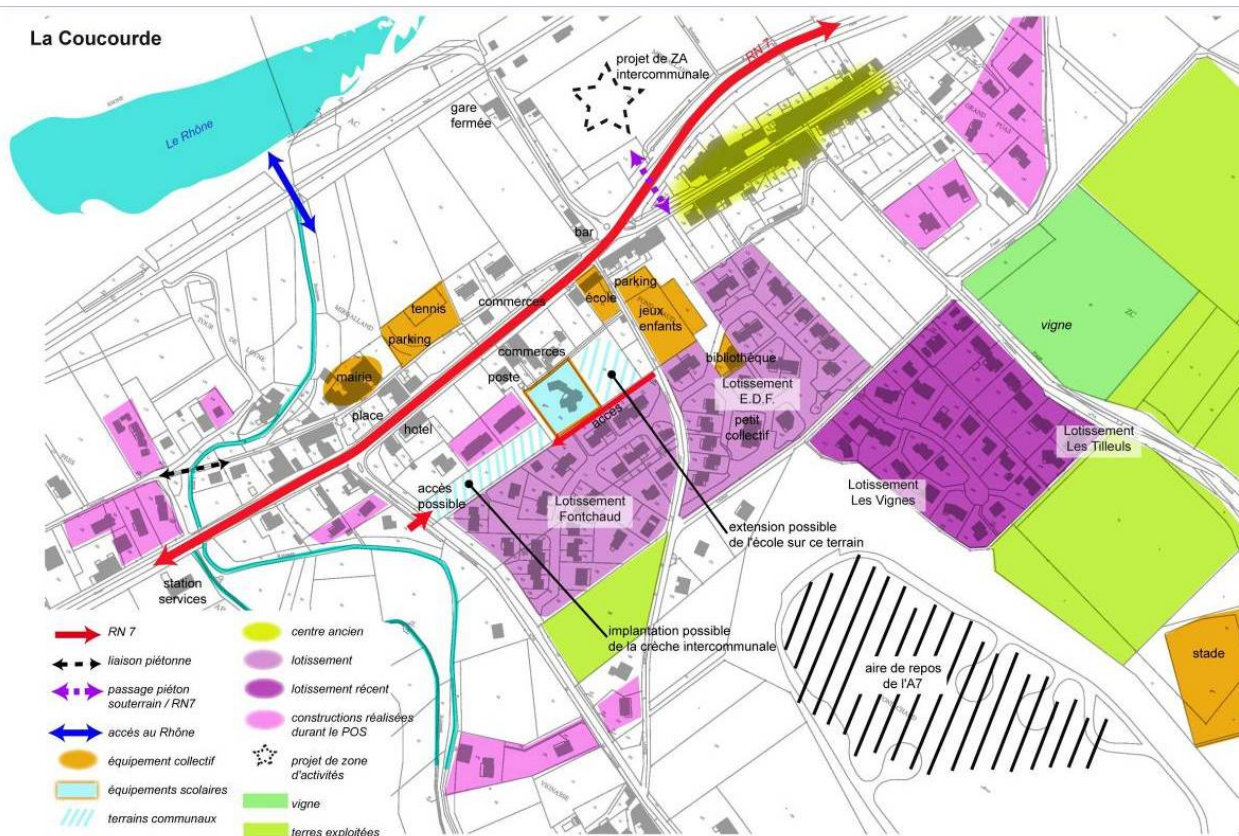 La Coucourde
RN 7
projet de ZA
intercommunale
gare
fermée
Le Rhône
AC
GRAND
PUAS
bar
parking
école
jeux
enfants
commerces
tennis
parking
vigne
ZC
commerces
bibliothèque
poste
Lotissement
E.D.F.
mairie
accès
place
hotel
petit
collectif
Lotissement
Les Tilleuls
Lotissement
Les Vignes
accès
possible
Lotissement
Fontchaud
extension possible
de l'école sur ce terrain
station
services
implantation possible
de la crèche intercommunale
aire de repos
de l'A7
stade
RN 7
liaison piétonne
passage piéton
souterrain / RN7
accés au Rhône
équipement collectif
équipements scolaires
terrains communaux
centre ancien
lotissement
lotissement récent
constructions réalisées
durant le POS
projet de zone
d'activités
vigne
terres exploitées